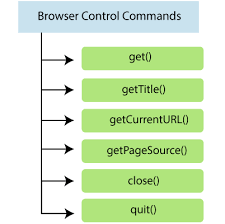 Browser Control Commands
get()
getTitle()
getCurrentURL()
getPageSource()
close()
quit()